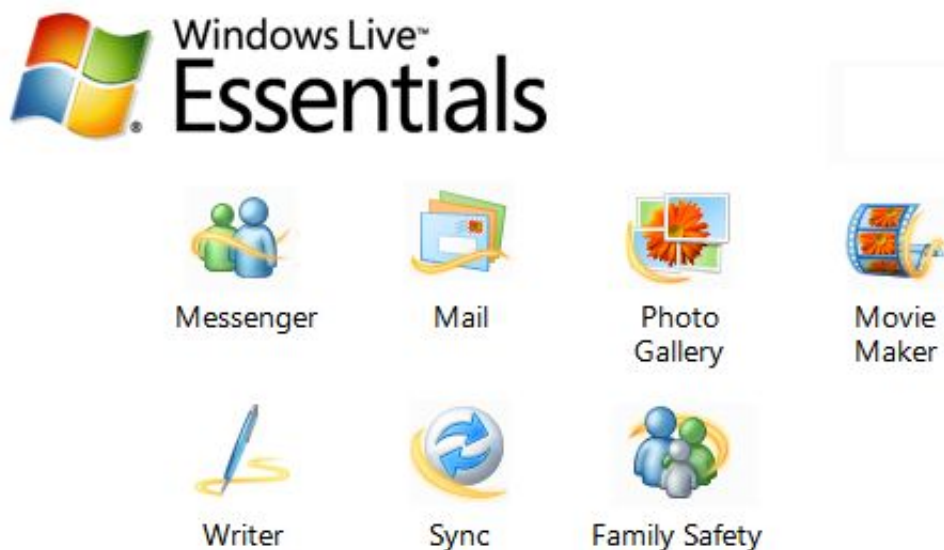 Windows Live™
Essentials
Messenger
Mail
Photo
Gallery
Movie
Maker
Writer
Sync
Family Safety